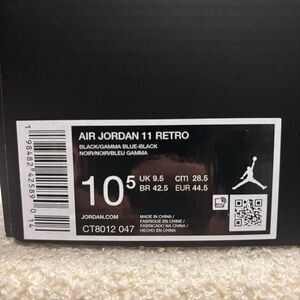 AIR JORDAN 11 RETRO
BLACK/GAMMA BLUE-BLACK
NOIR/NOIR/BLEU GAMMA
10⁵
UK 9.5 CM 28.5
BR 42.5 EUR 44.5
JORDAN.COM
CT8012 047
MADE IN CHINA /
FABRIQUÉ EN CHINE /
FABRICADO EN CHINA /
HECHO EN CHINA